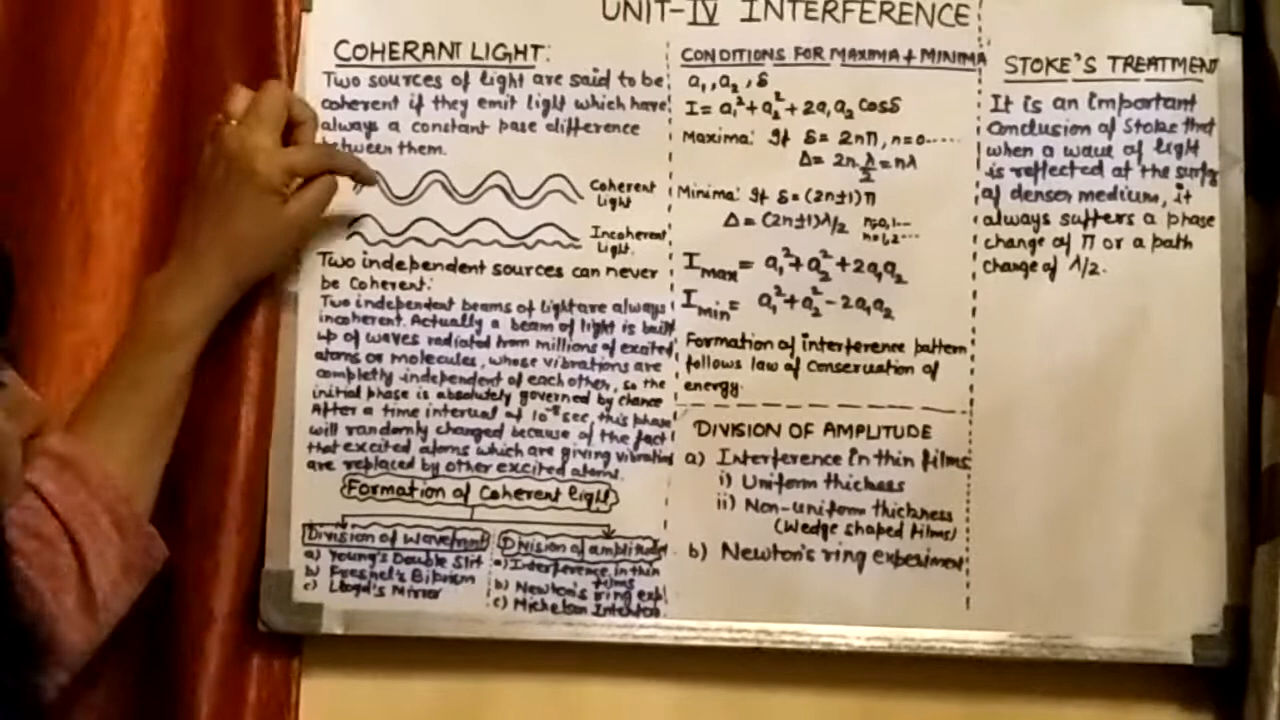 UNIT-IV INTERFERENCE
COHERANT LIGHT:
Two sources of light are said to be
coherent if they emit light which have
always a constant pase difference
between them.
Coherent
Light
Incoherent
Light.
Two independent sources can never
be Coherent:
Two independent beams of light are always
incoherent. Actually a beam of light is built
up of waves radiated from millions of excited
atoms or molecules, whose vibrations are
completly independent of each other, so the
initial phase is absolutely governed by chance
After a time interval of 10⁻⁸ sec, this phase
will randomly changed because of the fact
that excited atoms which are giving vibration
are replaced by other excited atoms.
Formation of Coherent light
Division of wavefront
a) Young's Double Slit
b) Fresnel's Biprism
c) Lloyd's Mirror
Division of amplitude
a) Interference in thin
films
b) Newton's ring expt
c) Michelson
CONDITIONS FOR MAXIMA + MINIMA
a₁, a₂, δ
I = a₁² + a₂² + 2a₁a₂ cosδ
Maxima: If δ = 2nπ, n=0.....
Δ = 2n λ/2 = nλ
Minima: If δ = (2n±1)π
Δ = (2n±1)λ/2 n=0,1...
n=1,2...
Imax = a₁² + a₂² + 2a₁a₂
Imin = a₁² + a₂² - 2a₁a₂
Formation of interference pattern
follows law of conservation of
energy.
DIVISION OF AMPLITUDE
a) Interference in thin films
i) Uniform thickess
ii) Non-uniform thickness
(Wedge shaped films)
b) Newton's ring experiment
STOKE'S TREATMENT
It is an important
Conclusion of Stoke that
when a wave of light
is reflected at the surfa
of denser medium, it
always suffers a phase
change of π or a path
change of λ/2.